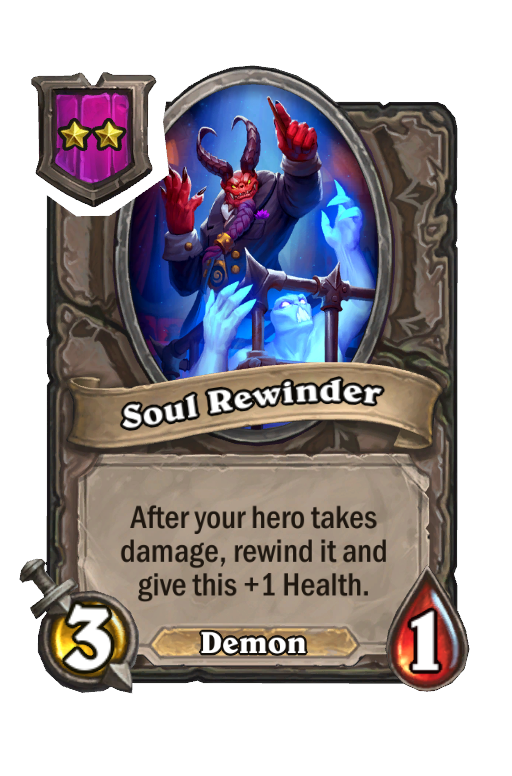 Soul Rewinder
After your hero takes
damage, rewind it and
give this +1 Health.
3
Demon
1